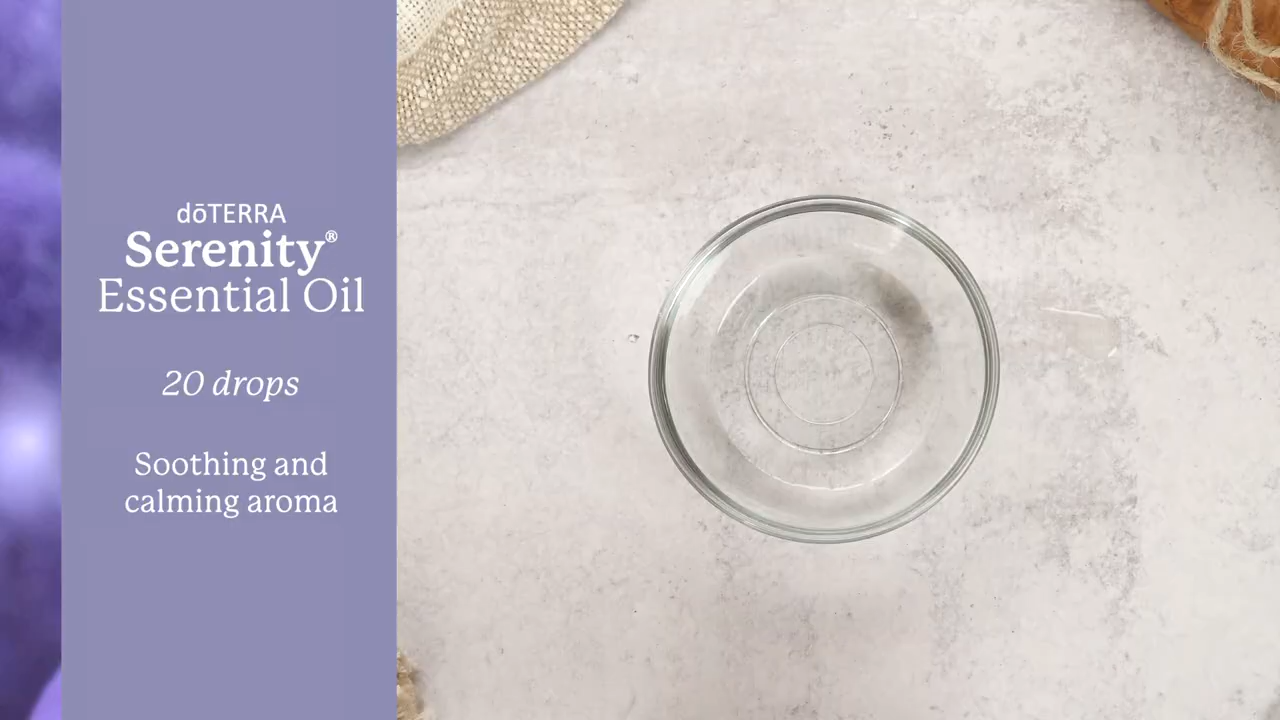 dōTERRA
Serenity®
Essential Oil
20 drops
Soothing and
calming aroma